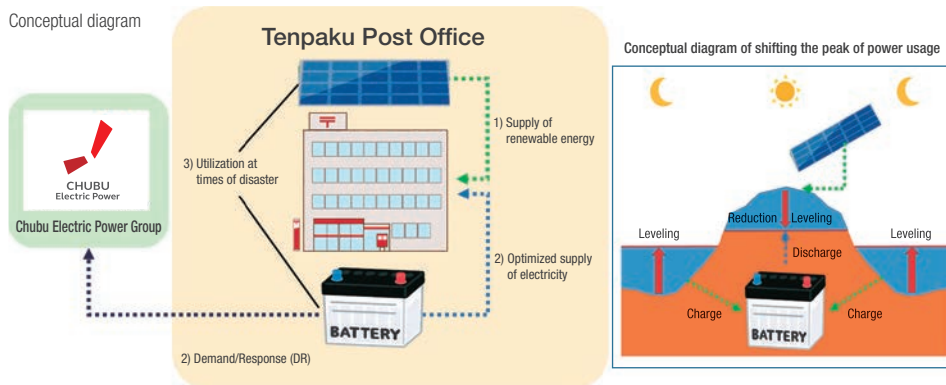 Conceptual diagram
Tenpaku Post Office
CHUBU
Electric Power
Chubu Electric Power Group
〒
1) Supply of
renewable energy
3) Utilization at
times of disaster
2) Optimized supply
of electricity
BATTERY
2) Demand/Response (DR)
Conceptual diagram of shifting the peak of power usage
Reduction
Leveling
Leveling
Leveling
Discharge
Charge
Charge
BATTERY